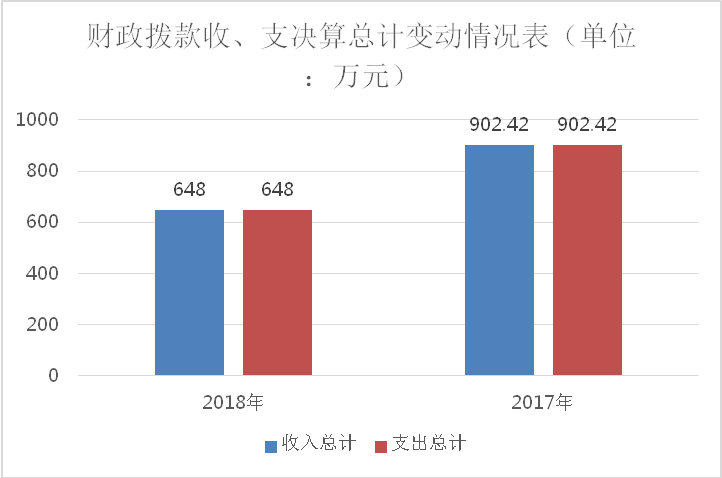 财政拨款收、支决算总计变动情况表（单位
：万元）
1000
800
600
400
200
0
648
648
902.42
902.42
2018年
2017年
收入总计
支出总计